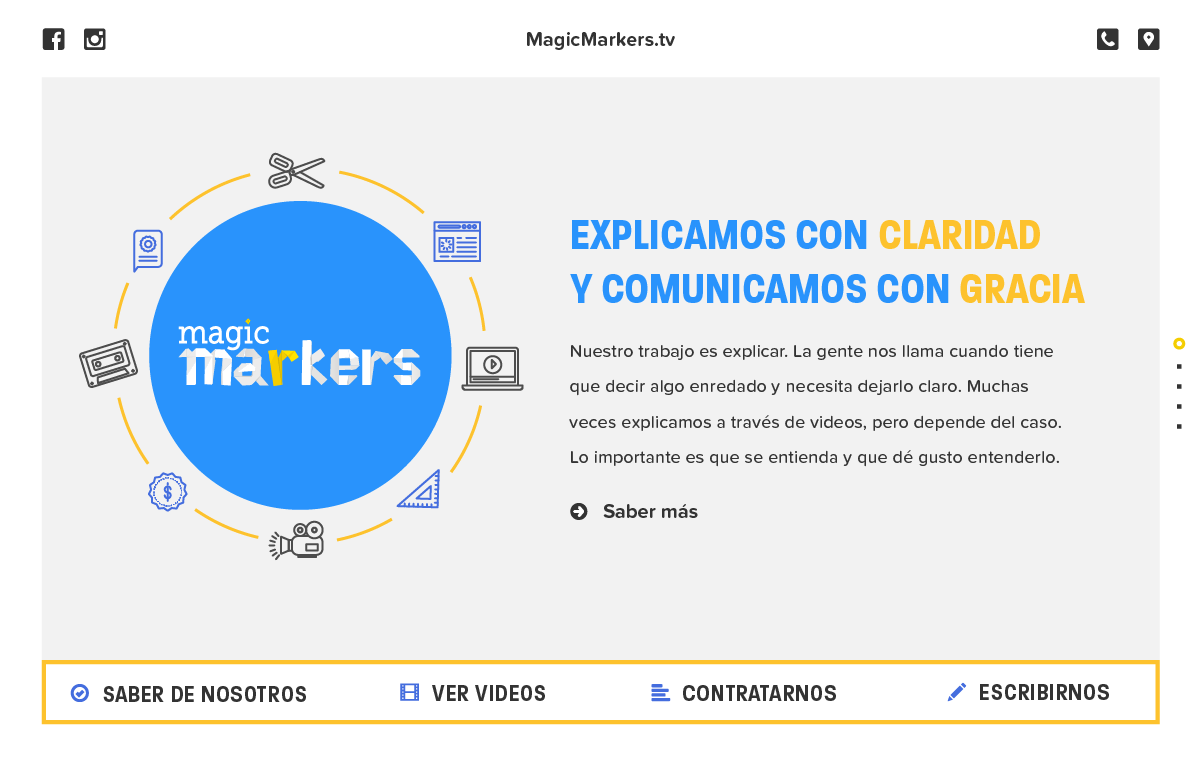 MagicMarkers.tv
magic
markers
$
EXPLICAMOS CON CLARIDAD
Y COMUNICAMOS CON GRACIA
Nuestro trabajo es explicar. La gente nos llama cuando tiene
que decir algo enredado y necesita dejarlo claro. Muchas
veces explicamos a través de videos, pero depende del caso.
Lo importante es que se entienda y que dé gusto entenderlo.
Saber más
SABER DE NOSOTROS
VER VIDEOS
CONTRATARNOS
ESCRIBIRNOS